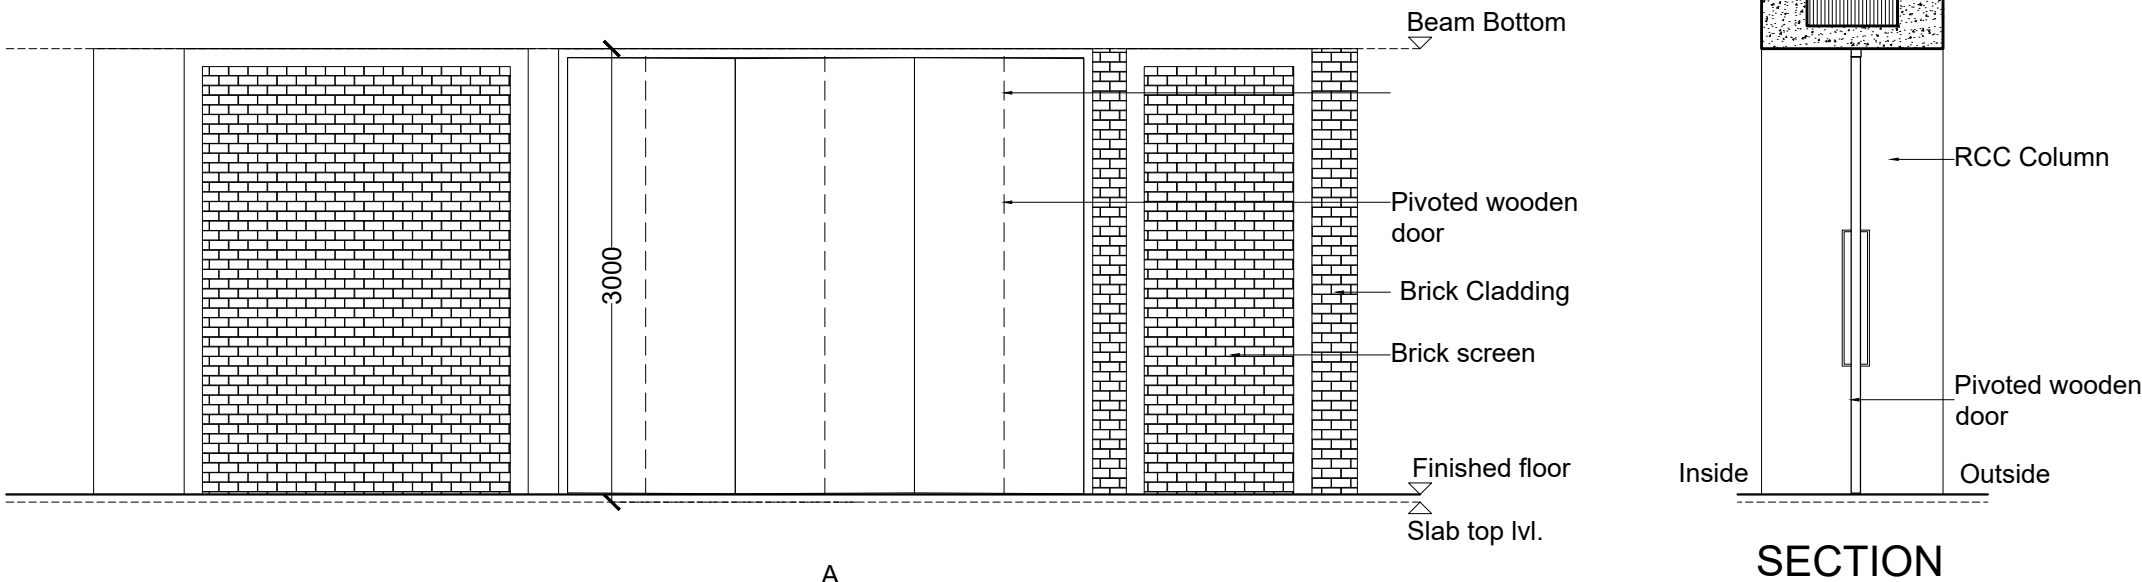 Beam Bottom
3000
Pivoted wooden
door
Brick Cladding
Brick screen
Finished floor
Slab top lvl.
A
RCC Column
Pivoted wooden
door
Inside
Outside
SECTION